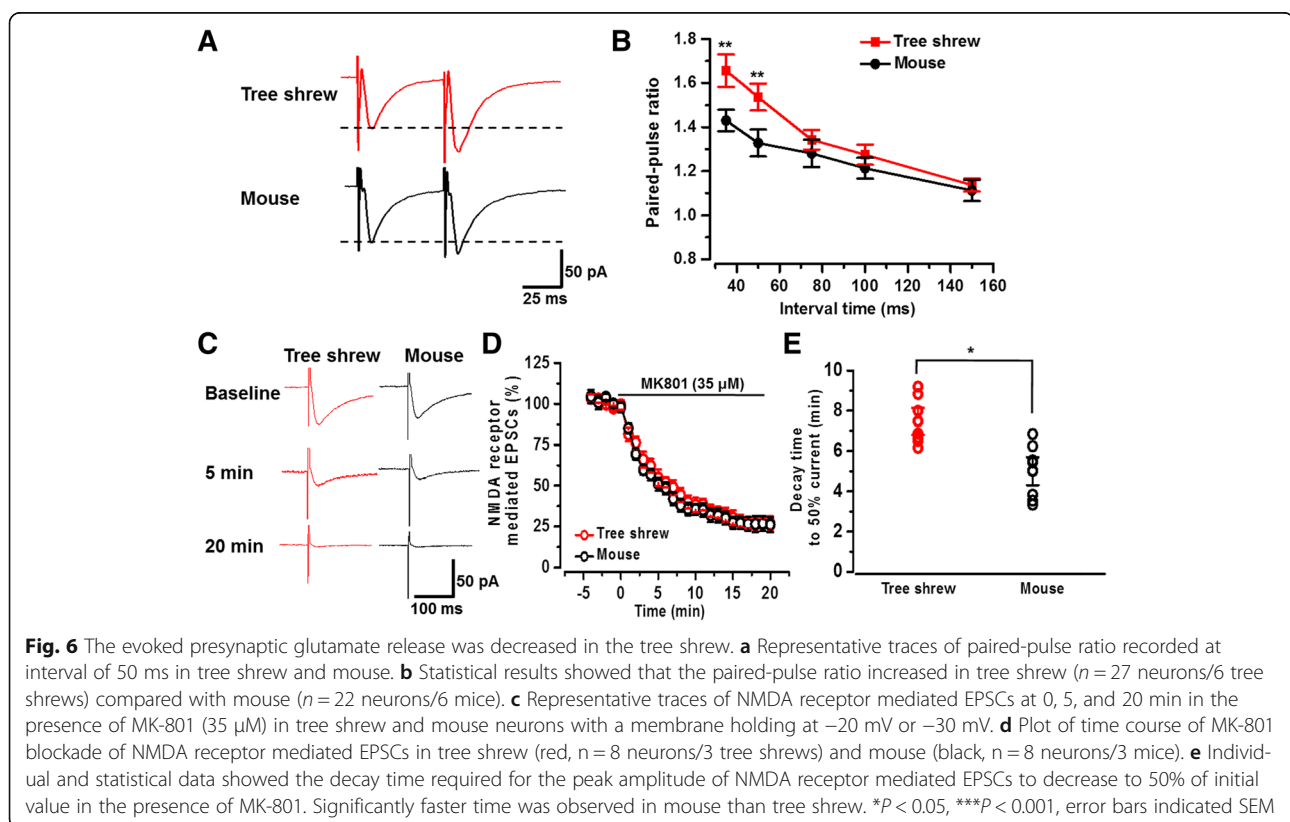 A
Tree shrew
Mouse
50 pA
25 ms
B
Tree shrew
Mouse
**
**
Paired-pulse ratio
1.8
1.6
1.4
1.2
1.0
0.8
40 60 80 100 120 140 160
Interval time (ms)
C
Tree shrew Mouse
Baseline
5 min
20 min
50 pA
100 ms
D
MK801 (35 µM)
NMDA receptor
mediated EPSCs (%)
125
100
75
50
25
0
Tree shrew
Mouse
-5 0 5 10 15 20
Time (min)
E
*
Decay time
to 50% current (min)
10
9
8
7
6
5
4
3
2
1
0
Tree shrew Mouse
Fig. 6 The evoked presynaptic glutamate release was decreased in the tree shrew. a Representative traces of paired-pulse ratio recorded at
interval of 50 ms in tree shrew and mouse. b Statistical results showed that the paired-pulse ratio increased in tree shrew (n = 27 neurons/6 tree
shrews) compared with mouse (n = 22 neurons/6 mice). c Representative traces of NMDA receptor mediated EPSCs at 0, 5, and 20 min in the
presence of MK-801 (35 μM) in tree shrew and mouse neurons with a membrane holding at −20 mV or −30 mV. d Plot of time course of MK-801
blockade of NMDA receptor mediated EPSCs in tree shrew (red, n = 8 neurons/3 tree shrews) and mouse (black, n = 8 neurons/3 mice). e Individ-
ual and statistical data showed the decay time required for the peak amplitude of NMDA receptor mediated EPSCs to decrease to 50% of initial
value in the presence of MK-801. Significantly faster time was observed in mouse than tree shrew. *P < 0.05, ***P < 0.001, error bars indicated SEM